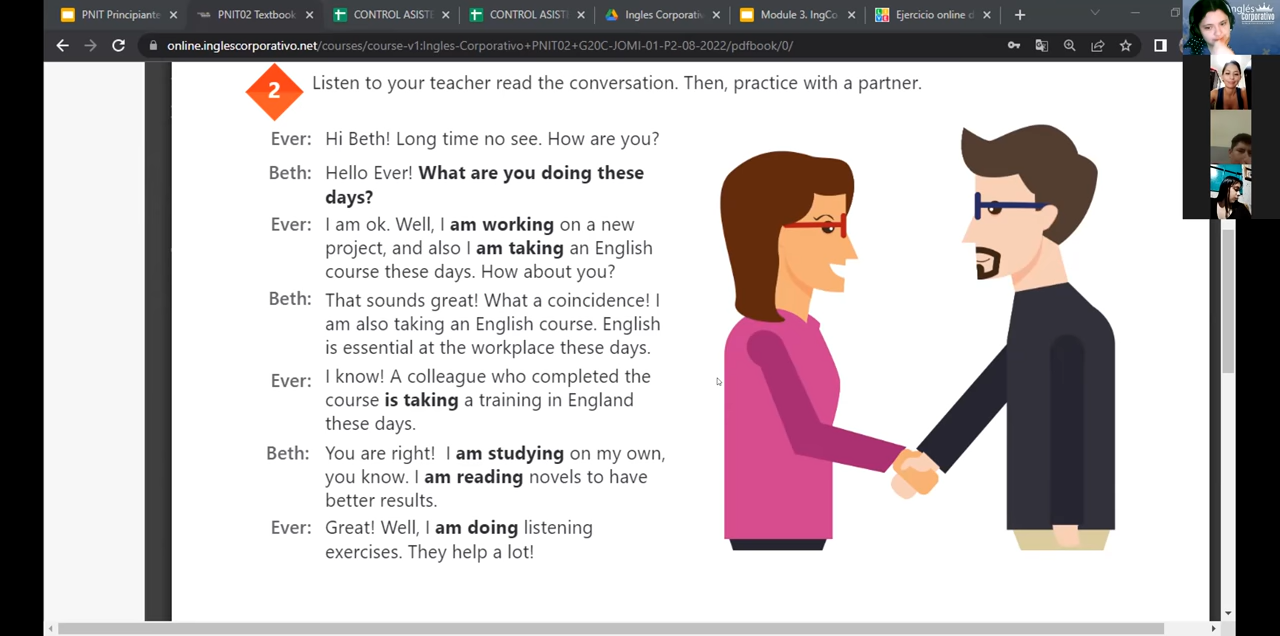 PNIT Principiante
PNIT02 Textbook
CONTROL ASISTE
CONTROL ASISTE
Ingles Corporativ
Module 3. IngCo
Ejercicio online d
online.inglescorporativo.net/courses/course-v1:Ingles-Corporativo+PNIT02+G20C-JOMI-01-P2-08-2022/pdfbook/0/
Inglés
Corporativo
2
Listen to your teacher read the conversation. Then, practice with a partner.
Ever: Hi Beth! Long time no see. How are you?
Beth: Hello Ever! What are you doing these
days?
Ever: I am ok. Well, I am working on a new
project, and also I am taking an English
course these days. How about you?
Beth: That sounds great! What a coincidence! I
am also taking an English course. English
is essential at the workplace these days.
Ever: I know! A colleague who completed the
course is taking a training in England
these days.
Beth: You are right! I am studying on my own,
you know. I am reading novels to have
better results.
Ever: Great! Well, I am doing listening
exercises. They help a lot!